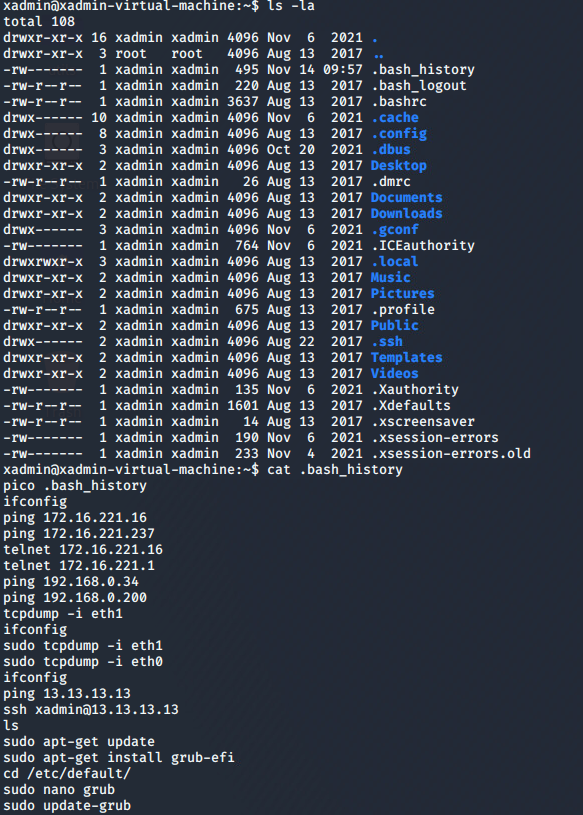 xadmin@xadmin-virtual-machine:~$ ls -la
total 108
drwxr-xr-x 16 xadmin xadmin 4096 Nov  6  2021 .
drwxr-xr-x  3 root   root   4096 Aug 13  2017 ..
-rw-------  1 xadmin xadmin  495 Nov 14 09:57 .bash_history
-rw-r--r--  1 xadmin xadmin  220 Aug 13  2017 .bash_logout
-rw-r--r--  1 xadmin xadmin 3637 Aug 13  2017 .bashrc
drwx------ 10 xadmin xadmin 4096 Nov  6  2021 .cache
drwx------  8 xadmin xadmin 4096 Aug 13  2017 .config
drwx------  3 xadmin xadmin 4096 Oct 20  2021 .dbus
drwxr-xr-x  2 xadmin xadmin 4096 Aug 13  2017 Desktop
-rw-r--r--  1 xadmin xadmin   26 Aug 13  2017 .dmrc
drwxr-xr-x  2 xadmin xadmin 4096 Aug 13  2017 Documents
drwxr-xr-x  2 xadmin xadmin 4096 Aug 13  2017 Downloads
drwx------  3 xadmin xadmin 4096 Nov  6  2021 .gconf
-rw-------  1 xadmin xadmin  764 Nov  6  2021 .ICEauthority
drwxrwxr-x  3 xadmin xadmin 4096 Aug 13  2017 .local
drwxr-xr-x  2 xadmin xadmin 4096 Aug 13  2017 Music
drwxr-xr-x  2 xadmin xadmin 4096 Aug 13  2017 Pictures
-rw-r--r--  1 xadmin xadmin  675 Aug 13  2017 .profile
drwxr-xr-x  2 xadmin xadmin 4096 Aug 13  2017 Public
drwx------  2 xadmin xadmin 4096 Aug 22  2017 .ssh
drwxr-xr-x  2 xadmin xadmin 4096 Aug 13  2017 Templates
drwxr-xr-x  2 xadmin xadmin 4096 Aug 13  2017 Videos
-rw-------  1 xadmin xadmin  135 Nov  6  2021 .Xauthority
-rw-r--r--  1 xadmin xadmin 1601 Aug 13  2017 .Xdefaults
-rw-r--r--  1 xadmin xadmin   14 Aug 13  2017 .xscreensaver
-rw-------  1 xadmin xadmin  190 Nov  6  2021 .xsession-errors
-rw-------  1 xadmin xadmin  233 Nov  4  2021 .xsession-errors.old
xadmin@xadmin-virtual-machine:~$ cat .bash_history
pico .bash_history
ifconfig
ping 172.16.221.16
ping 172.16.221.237
telnet 172.16.221.16
telnet 172.16.221.1
ping 192.168.0.34
ping 192.168.0.200
tcpdump -i eth1
ifconfig
sudo tcpdump -i eth1
sudo tcpdump -i eth0
ifconfig
ping 13.13.13.13
ssh xadmin@13.13.13.13
ls
sudo apt-get update
sudo apt-get install grub-efi
cd /etc/default/
sudo nano grub
sudo update-grub